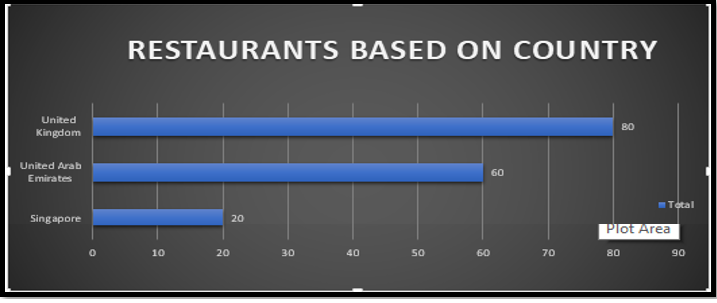 RESTAURANTS BASED ON COUNTRY
United
Kingdom
80
United Arab
Emirates
60
Singapore
20
Total
Plot Area
0 10 20 30 40 50 60 70 80 90